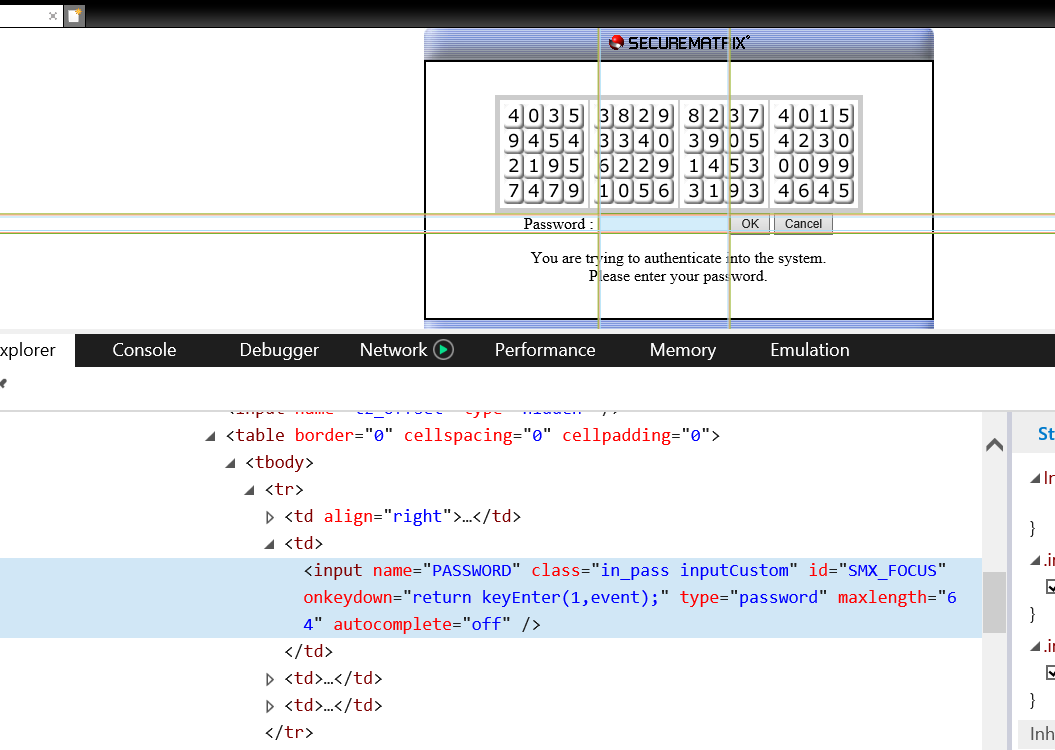 SECUREMATRIX®
4035 3829 8237 4015
9454 3340 3905 4230
2195 6229 1453 0099
7479 1056 3193 4645
Password : OK Cancel
You are trying to authenticate into the system.
Please enter your password.
xplorer Console Debugger Network Performance Memory Emulation
<input name="tz_offset" type="hidden" />
<table border="0" cellspacing="0" cellpadding="0">
St
<tbody>
In
<tr>
<td align="right">…</td>
}
<td>
.in
<input name="PASSWORD" class="in_pass inputCustom" id="SMX_FOCUS"
onkeydown="return keyEnter(1,event);" type="password" maxlength="6
4" autocomplete="off" />
}
</td>
.in
<td>…</td>
<td>…</td>
}
</tr>
Inh